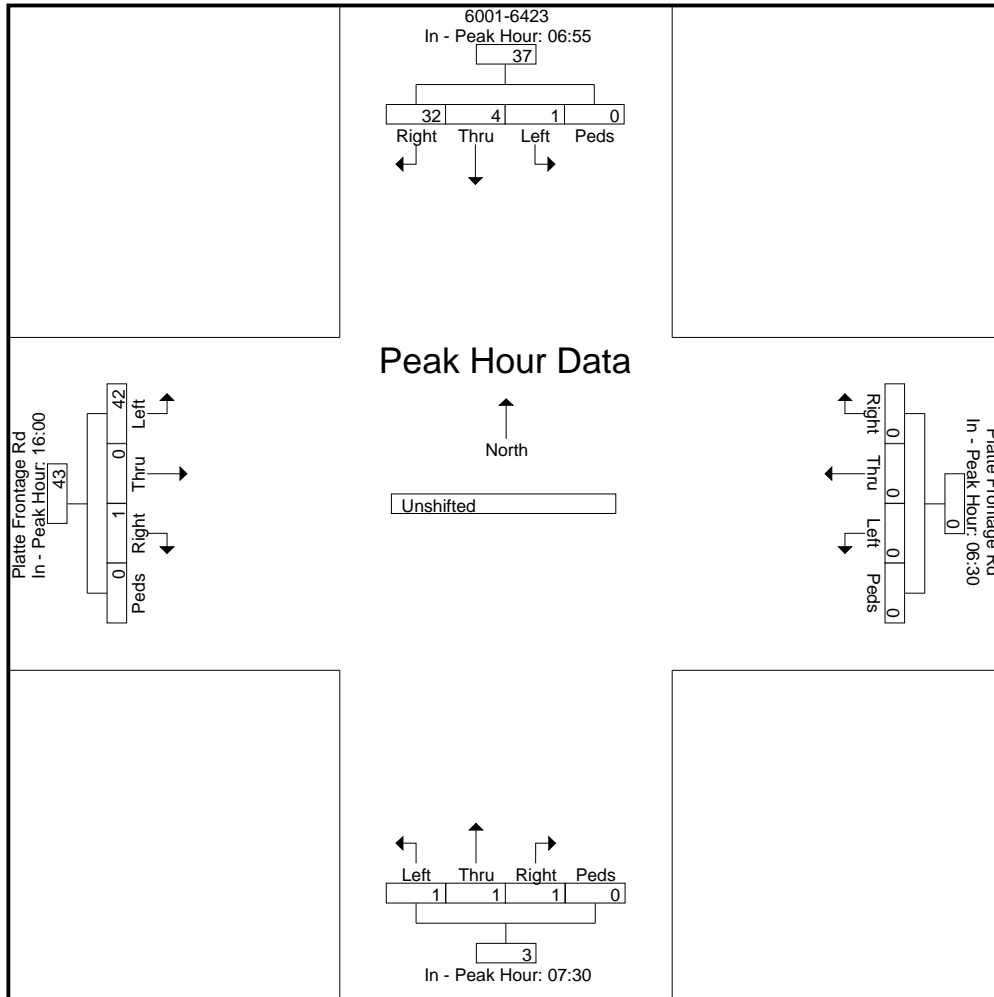 6001-6423
In - Peak Hour: 06:55
37
32 4 1 0
Right Thru Left Peds
Peak Hour Data
North
Unshifted
Platte Frontage Rd
In - Peak Hour: 16:00
43
42 0 1 0
Left Thru Right Peds
Platte Frontage Rd
In - Peak Hour: 06:30
0
0 0 0 0
Right Thru Left Peds
Left Thru Right Peds
1 1 1 0
3
In - Peak Hour: 07:30